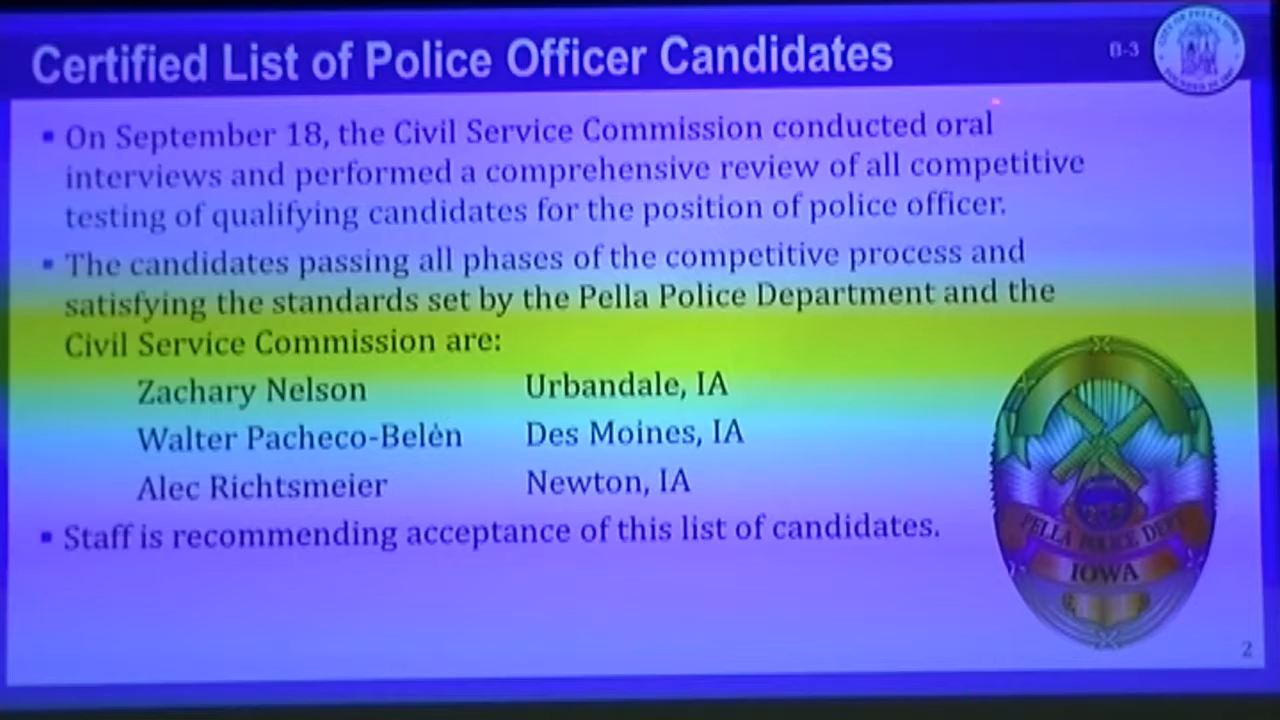 Certified List of Police Officer Candidates
B-3
▪ On September 18, the Civil Service Commission conducted oral
interviews and performed a comprehensive review of all competitive
testing of qualifying candidates for the position of police officer.
▪ The candidates passing all phases of the competitive process and
satisfying the standards set by the Pella Police Department and the
Civil Service Commission are:
Zachary Nelson Urbandale, IA
Walter Pacheco-Belén Des Moines, IA
Alec Richtsmeier Newton, IA
▪ Staff is recommending acceptance of this list of candidates.
PELLA POLICE DEPT
IOWA
2